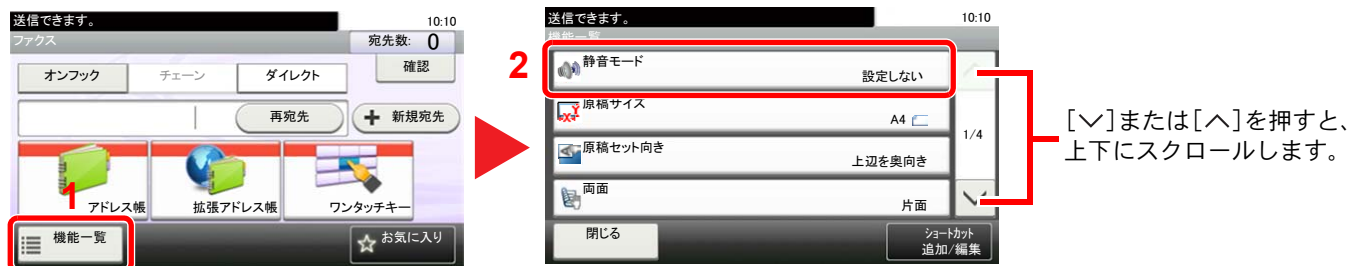 送信できます。
10:10
ファクス
宛先数: 0
オンフック
チェーン
ダイレクト
確認
再宛先
+ 新規宛先
1
アドレス帳
拡張アドレス帳
ワンタッチキー
機能一覧
お気に入り
送信できます。
10:10
機能一覧
2
静音モード
設定しない
原稿サイズ
A4
1/4
原稿セット向き
上辺を奥向き
両面
片面
閉じる
ショートカット
追加/編集
[∨]または[∧]を押すと、
上下にスクロールします。